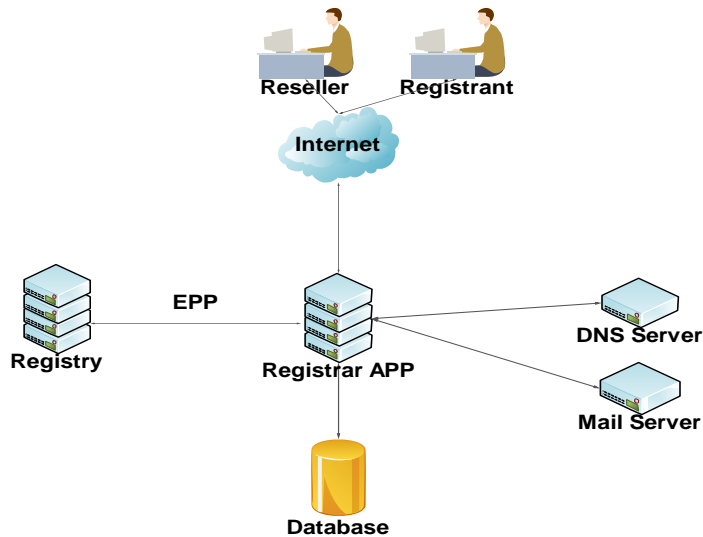 Reseller
Registrant
Internet
EPP
Registry
Registrar APP
DNS Server
Mail Server
Database